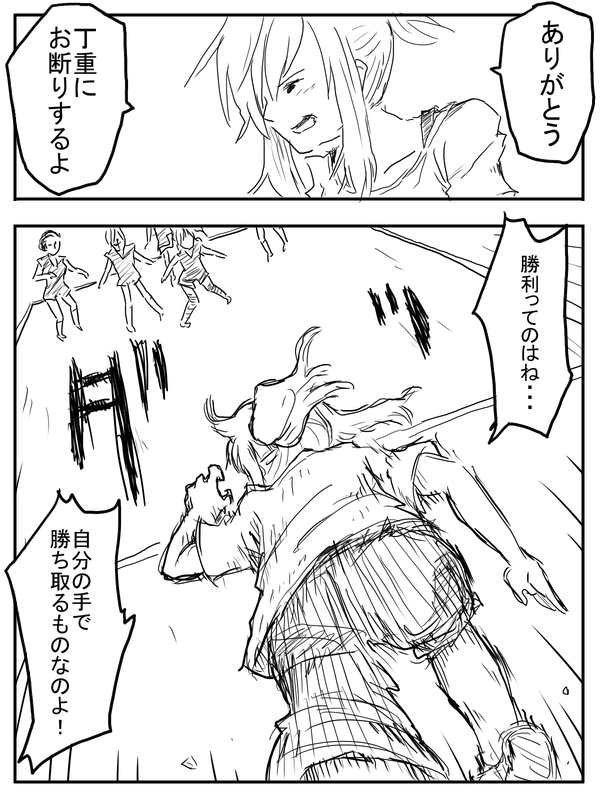 ありがとう
丁重に
お断りするよ
勝利ってのはね・・・
自分の手で
勝ち取るものなのよ!